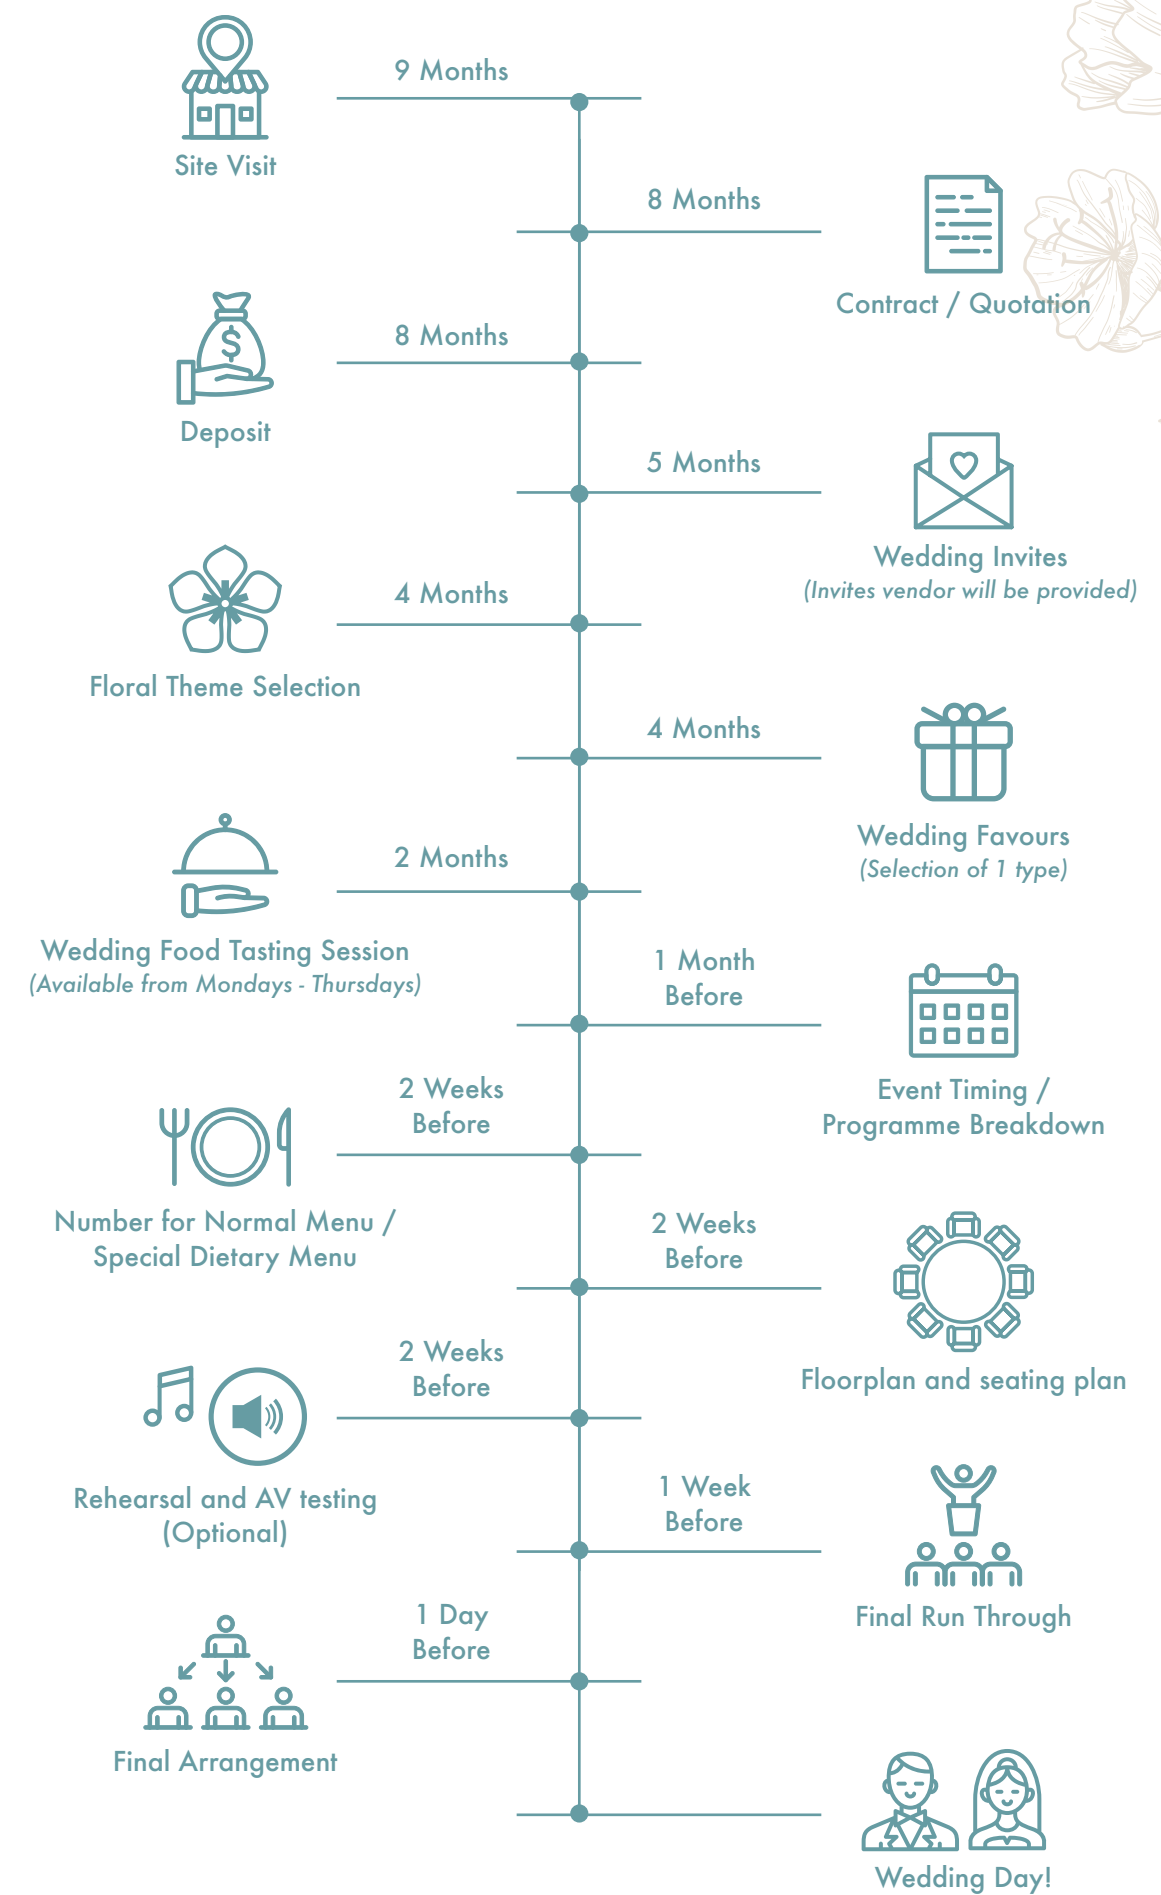 9 Months
Site Visit
8 Months
Contract / Quotation
8 Months
Deposit
5 Months
Wedding Invites
(Invites vendor will be provided)
4 Months
Floral Theme Selection
4 Months
Wedding Favours
(Selection of 1 type)
2 Months
Wedding Food Tasting Session
(Available from Mondays - Thursdays)
1 Month
Before
Event Timing /
Programme Breakdown
2 Weeks
Before
Number for Normal Menu /
Special Dietary Menu
2 Weeks
Before
Floorplan and seating plan
2 Weeks
Before
Rehearsal and AV testing
(Optional)
1 Week
Before
Final Run Through
1 Day
Before
Final Arrangement
Wedding Day!